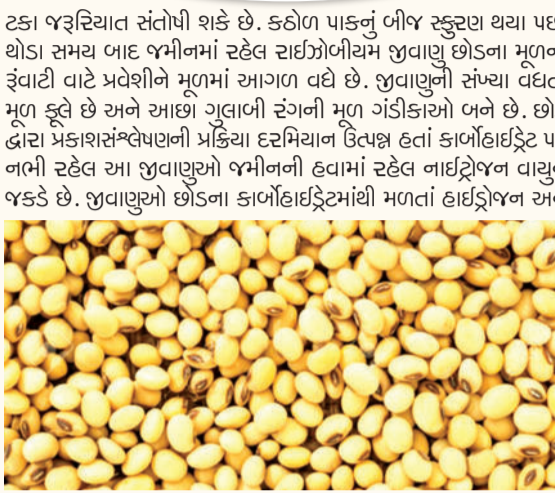 ટકા જરૂરિયાત સંતોષી શકે છે. કઠોળ પાકનું બીજ સ્ફુરણ થયા
થોડા સમય બાદ જમીનમાં રહેલ રાઈઝોબીયમ જીવાણુ છોડના
રૂંવાટી વાટે પ્રવેશીને મૂળમાં આગળ વધે છે. જીવાણુની સંખ્યા
મૂળ ફૂલે છે અને આછા ગુલાબી રંગની મૂળ ગંડીકાઓ બને છે.
દ્વારા પ્રકાશસંશ્લેષણની પ્રક્રિયા દરમિયાન ઉત્પન્ન હતાં કાર્બોહાઈડ્રેટ
નભી રહેલ આ જીવાણુઓ જમીનની હવામાં રહેલ નાઈટ્રોજન
જકડે છે. જીવાણુઓ છોડના કાર્બોહાઈડ્રેટમાંથી મળતાં હાઈડ્રોજન